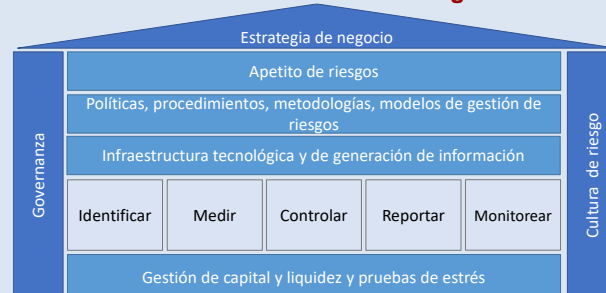 Estrategia de negocio
Apetito de riesgos
Políticas, procedimientos, metodologías, modelos de gestión de
riesgos
Infraestructura tecnológica y de generación de información
Governanza
Identificar
Medir
Controlar
Reportar
Monitorear
Cultura de riesgo
Gestión de capital y liquidez y pruebas de estrés